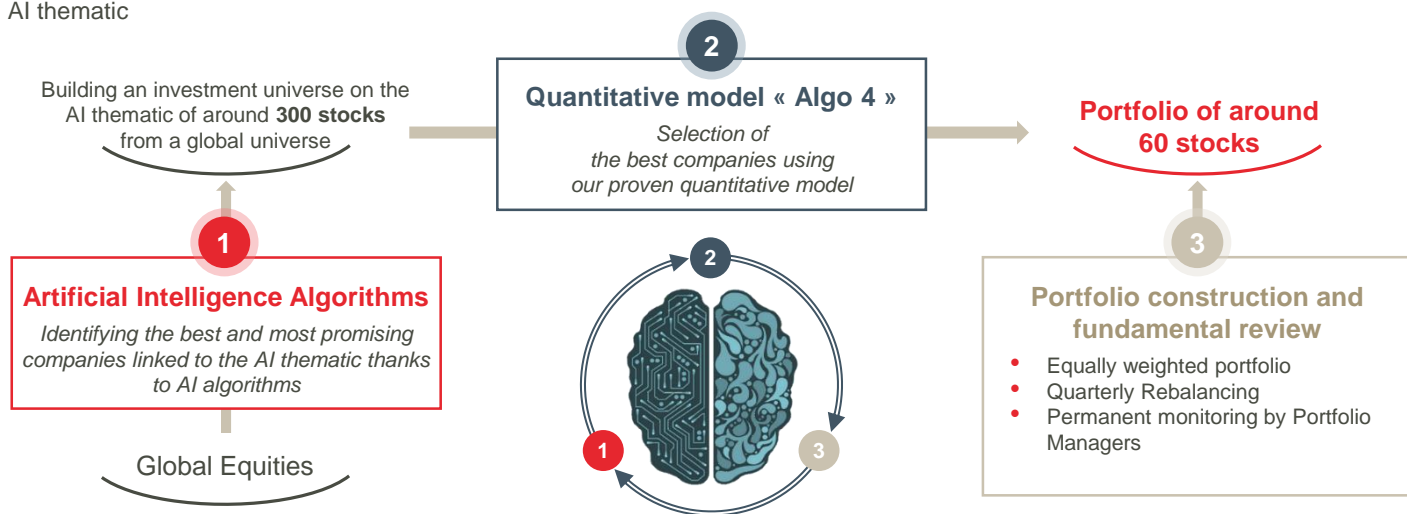 AI thematic
Building an investment universe on the
AI thematic of around 300 stocks
from a global universe
1
Artificial Intelligence Algorithms
Identifying the best and most promising
companies linked to the AI thematic thanks
to AI algorithms
Global Equities
2
Quantitative model « Algo 4 »
Selection of
the best companies using
our proven quantitative model
2
1
3
Portfolio of around
60 stocks
3
Portfolio construction and
fundamental review
• Equally weighted portfolio
• Quarterly Rebalancing
• Permanent monitoring by Portfolio
Managers